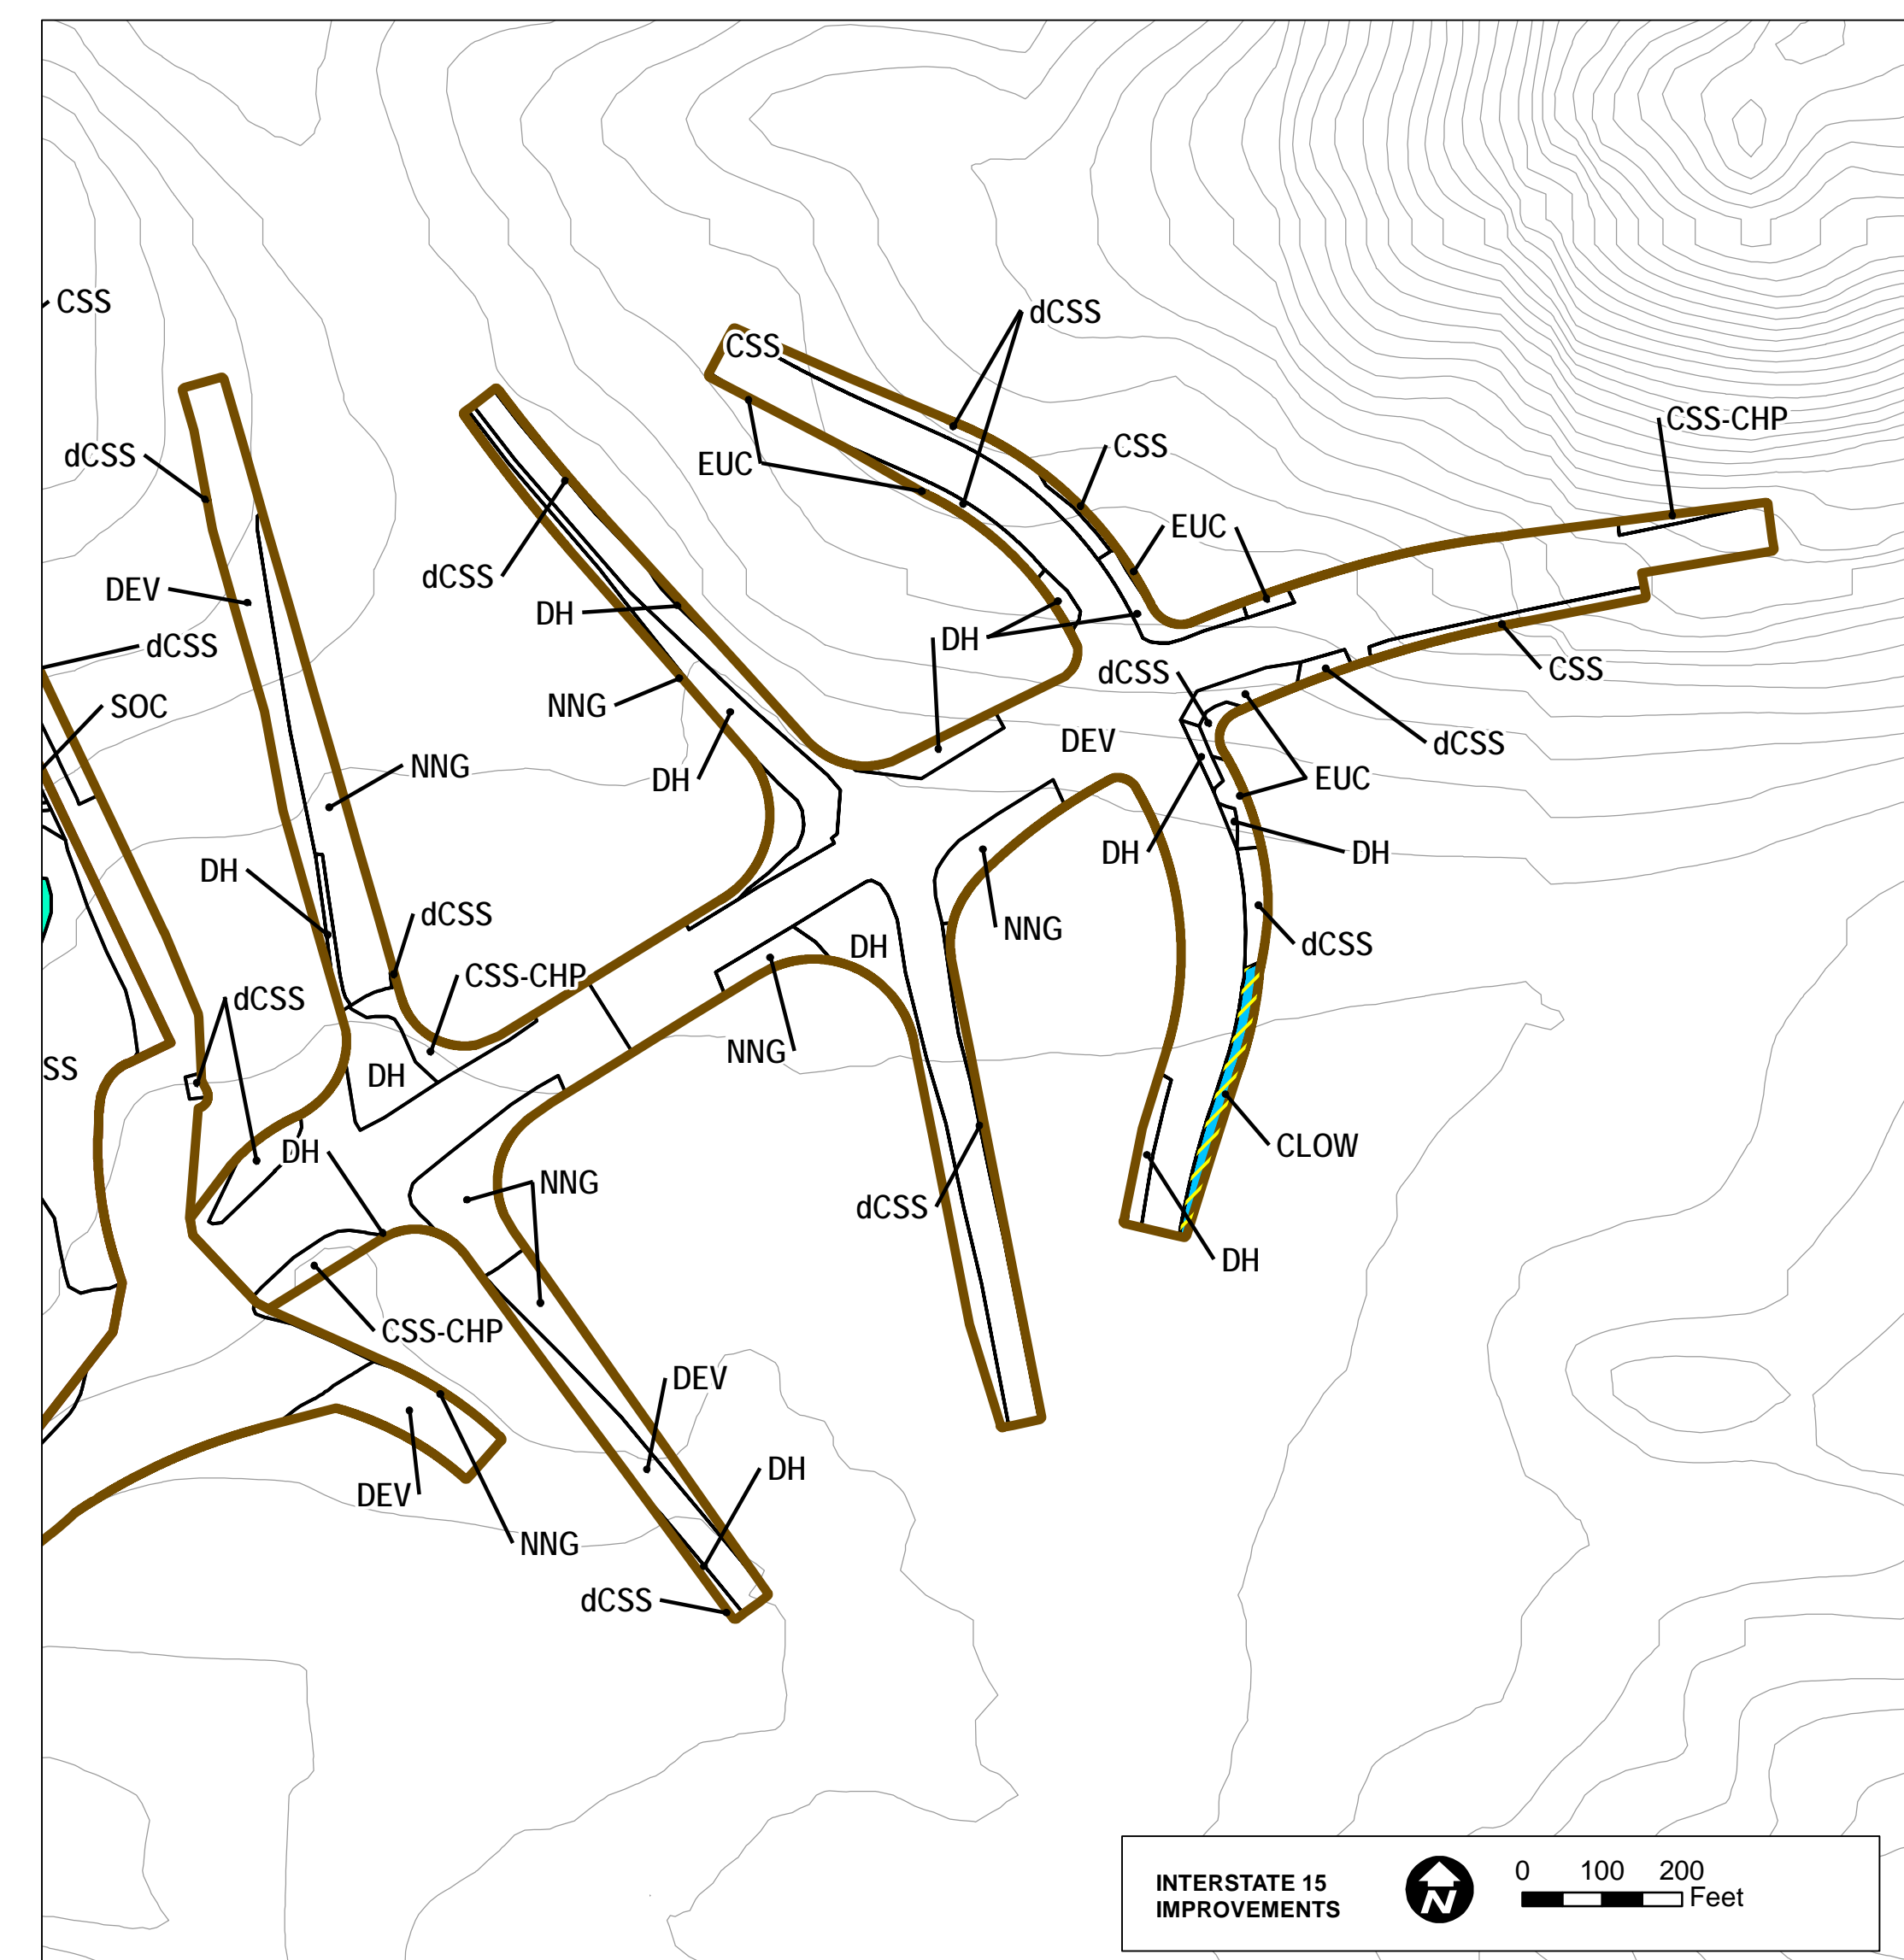 CSS
dCSS
CSS
CSS-CHP
CSS
dCSS
EUC
EUC
dCSS
DEV
DH
dCSS
DH
dCSS
CSS
NNG
SOC
DEV
dCSS
NNG
DH
EUC
DH
DH
DH
dCSS
NNG
DH
dCSS
CSS-CHP
dCSS
NNG
SS
DH
DH
CLOW
NNG
dCSS
DH
CSS-CHP
DEV
DH
DEV
NNG
dCSS
INTERSTATE 15
IMPROVEMENTS
N
0 100 200
Feet